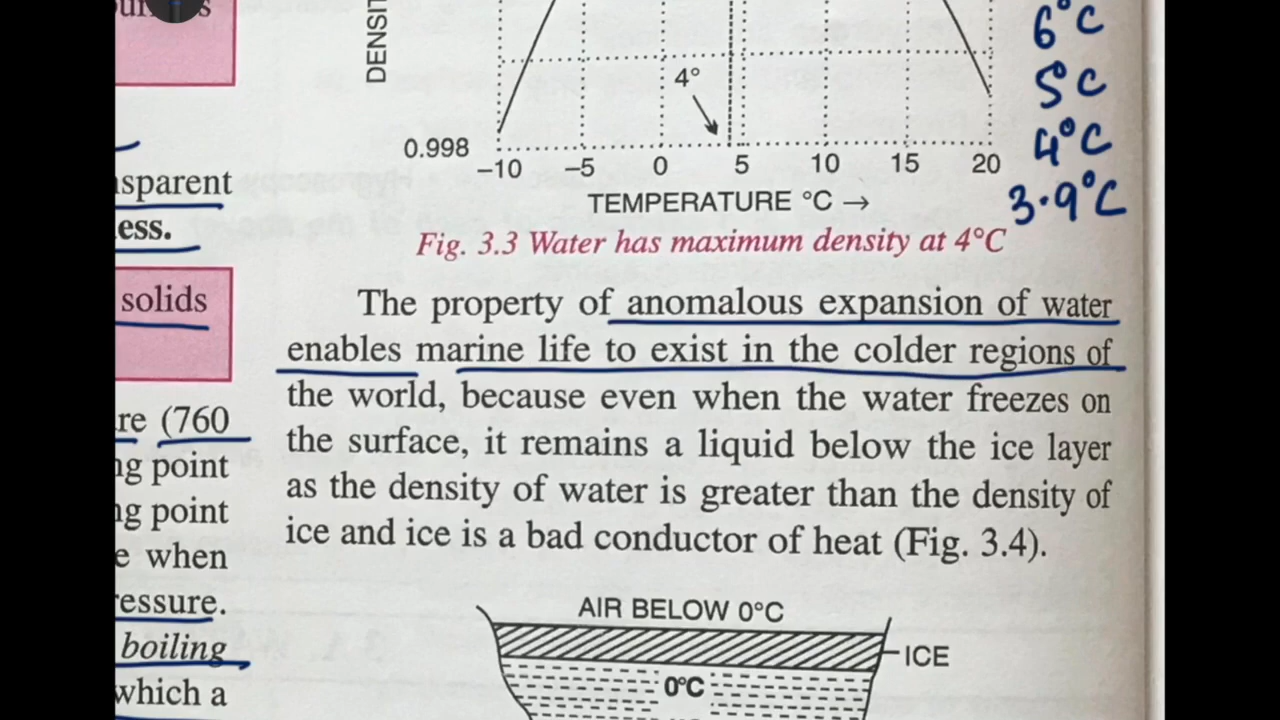 sparent
ess.
solids
re (760
ng point
ng point
e when
ressure.
boiling
which a
4°
0.998
−10 −5 0 5 10 15 20
TEMPERATURE °C →
Fig. 3.3 Water has maximum density at 4°C
6°C
5°C
4°C
3.9°C
The property of anomalous expansion of water
enables marine life to exist in the colder regions of
the world, because even when the water freezes on
the surface, it remains a liquid below the ice layer
as the density of water is greater than the density of
ice and ice is a bad conductor of heat (Fig. 3.4).
AIR BELOW 0°C
ICE
0°C